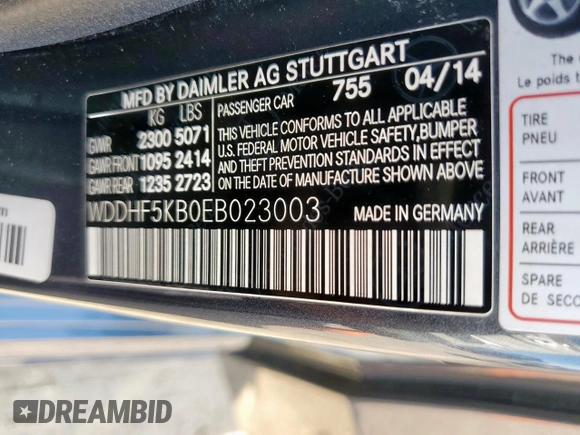 MFD BY DAIMLER AG STUTTGART
KG LBS
GVWR 2300 5071
GAWR FRONT 1095 2414
GAWR REAR 1235 2723
PASSENGER CAR 755 04/14
THIS VEHICLE CONFORMS TO ALL APPLICABLE
U.S. FEDERAL MOTOR VEHICLE SAFETY, BUMPER
AND THEFT PREVENTION STANDARDS IN EFFECT
ON THE DATE OF MANUFACTURE SHOWN ABOVE
WDDHF5KB0EB023003 MADE IN GERMANY
Le poids
TIRE
PNEU
FRONT
AVANT
REAR
ARRIÈRE
SPARE
DREAMBID